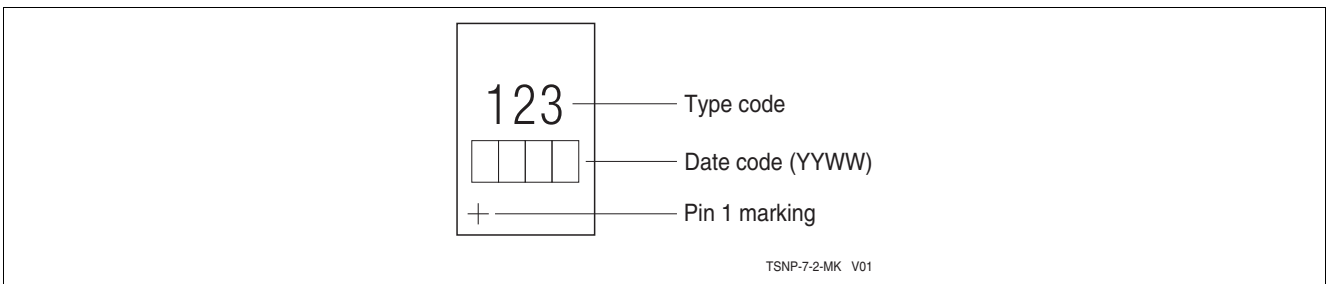 123 Type code
Date code (YYWW)
+ Pin 1 marking
TSNP-7-2-MK V01